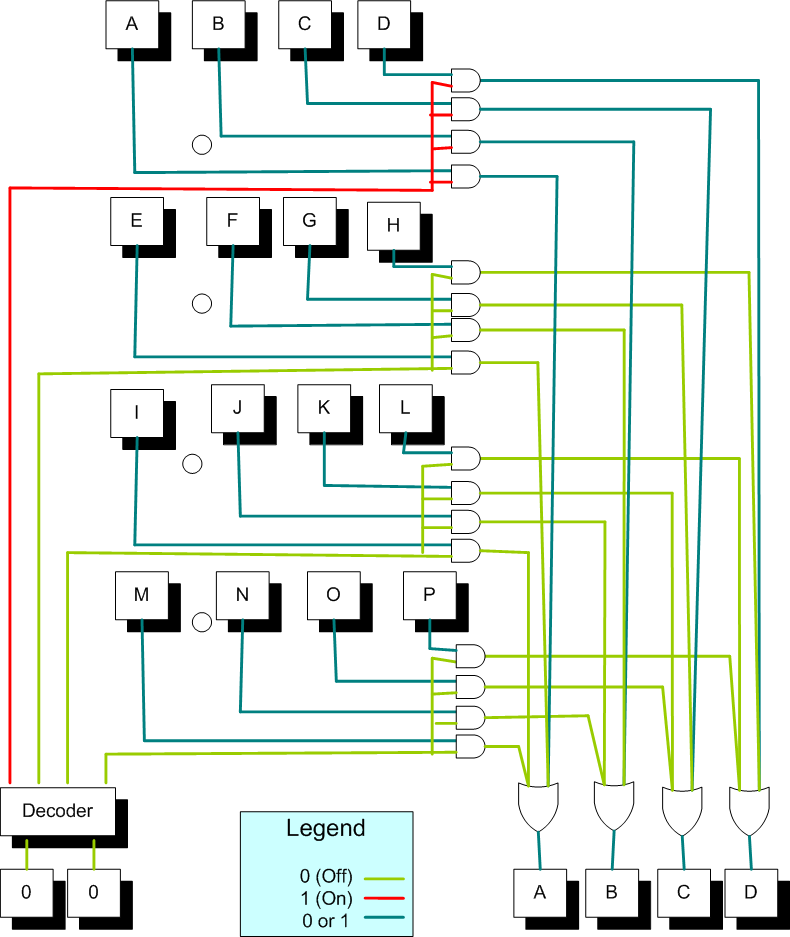 A B C D
E F G H
I J K L
M N O P
Decoder
Legend
0 (Off)
1 (On)
0 or 1
0 0
A B C D